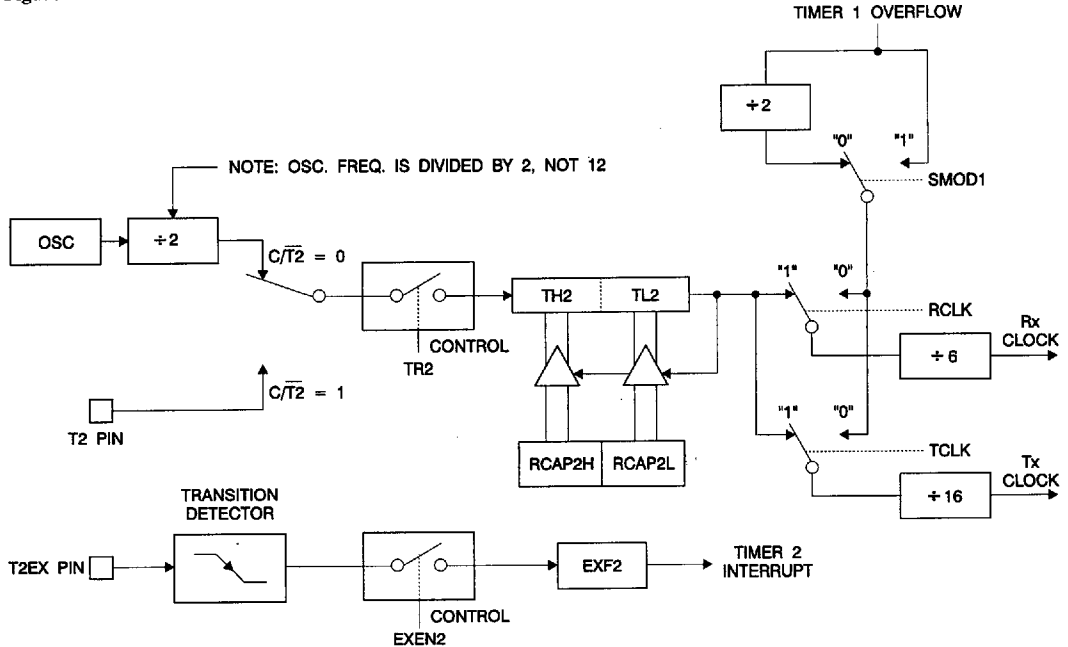 TIMER 1 OVERFLOW
÷2
"0" "1"
SMOD1
NOTE: OSC. FREQ. IS DIVIDED BY 2, NOT 12
OSC
÷2
C/T2 = 0
TH2 TL2
"1" "0"
RCLK
Rx
CLOCK
CONTROL
TR2
÷ 6
C/T2 = 1
T2 PIN
"1" "0"
TCLK
RCAP2H RCAP2L
Tx
CLOCK
÷ 16
TRANSITION
DETECTOR
T2EX PIN
EXF2
TIMER 2
INTERRUPT
CONTROL
EXEN2